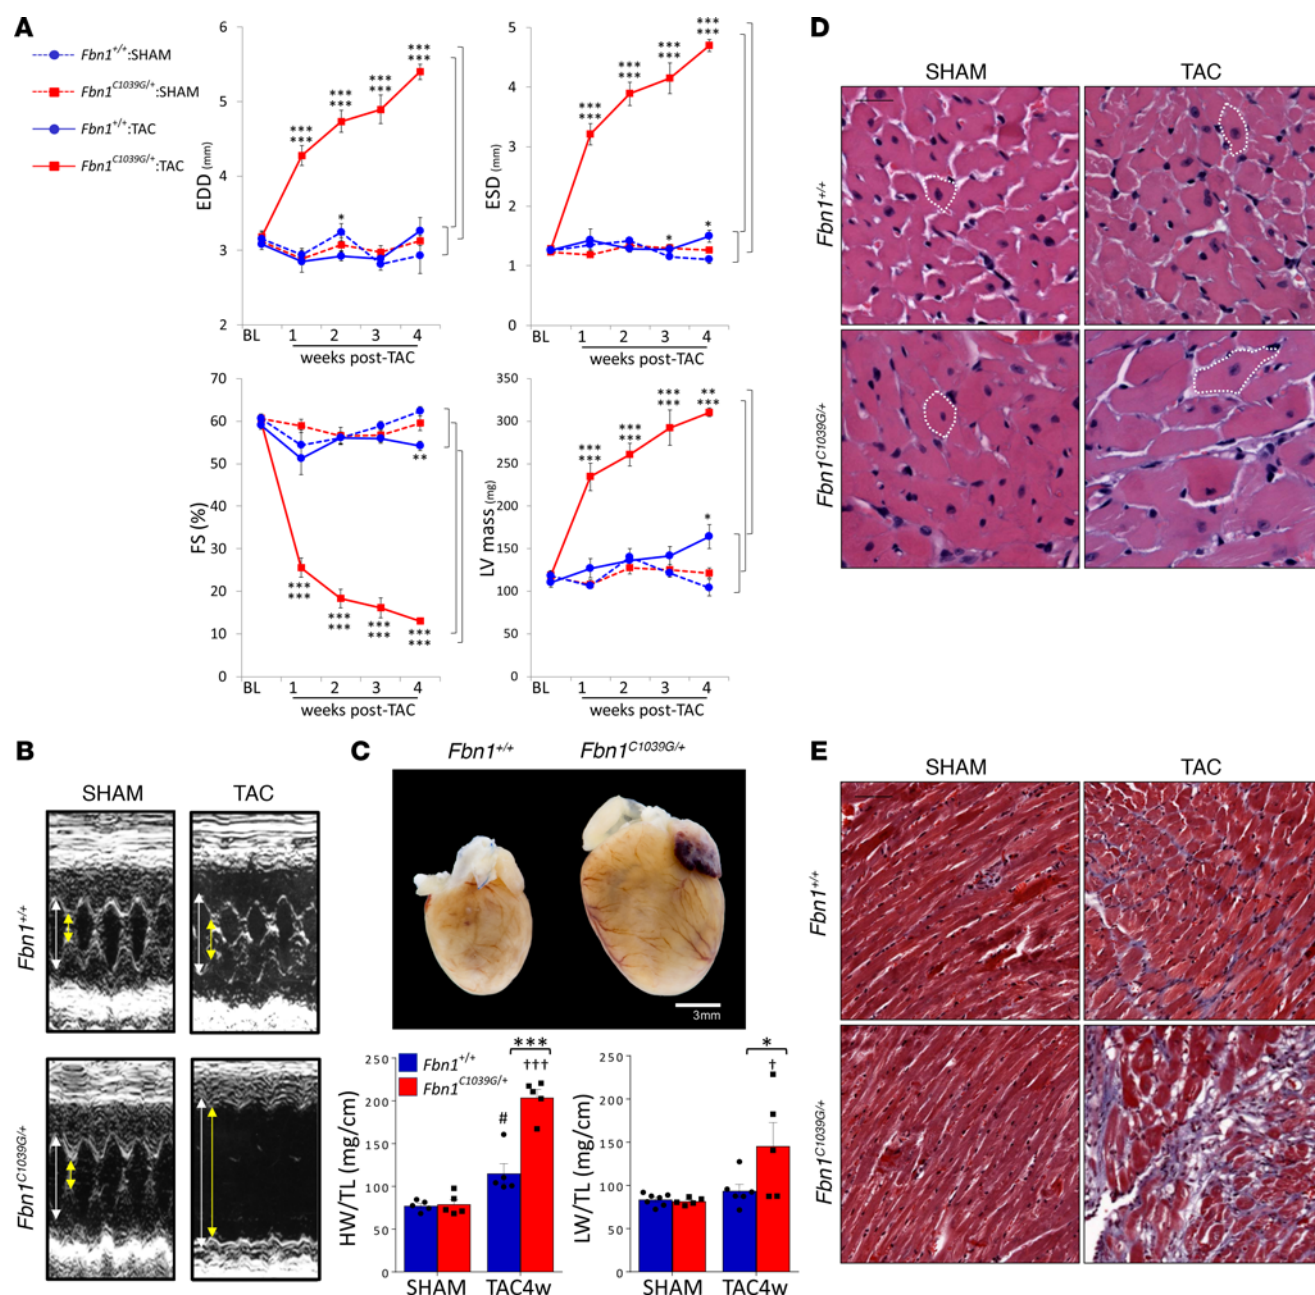 A
Fbn1+/+:SHAM
Fbn1C1039G/+:SHAM
Fbn1+/+:TAC
Fbn1C1039G/+:TAC
EDD (mm)
6
5
4
3
2
*** *** *** ***
*** *** *** ***
*
BL 1 2 3 4
weeks post-TAC
ESD (mm)
5
4
3
2
1
0
*** *** *** ***
*** *** *** ***
* *
BL 1 2 3 4
weeks post-TAC
FS (%)
70
60
50
40
30
20
10
0
**
*** *** *** ***
*** *** *** ***
BL 1 2 3 4
weeks post-TAC
LV mass (mg)
350
300
250
200
150
100
50
0
*** *** *** **
*** *** *** ***
*
BL 1 2 3 4
weeks post-TAC
B
SHAM TAC
Fbn1+/+
Fbn1C1039G/+
C
Fbn1+/+ Fbn1C1039G/+
3mm
HW/TL (mg/cm)
250
200
150
100
50
0
Fbn1+/+
Fbn1C1039G/+
***
†††
#
SHAM TAC4w
LW/TL (mg/cm)
250
200
150
100
50
0
*
†
SHAM TAC4w
D
SHAM TAC
Fbn1+/+
Fbn1C1039G/+
E
SHAM TAC
Fbn1+/+
Fbn1C1039G/+